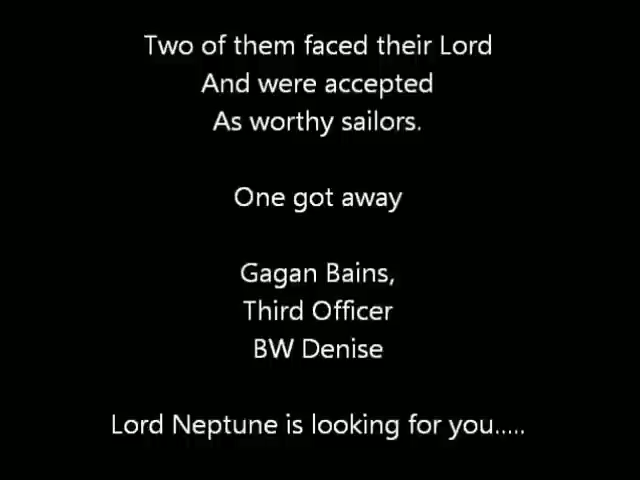 Two of them faced their Lord
And were accepted
As worthy sailors.
One got away
Gagan Bains,
Third Officer
BW Denise
Lord Neptune is looking for you.....